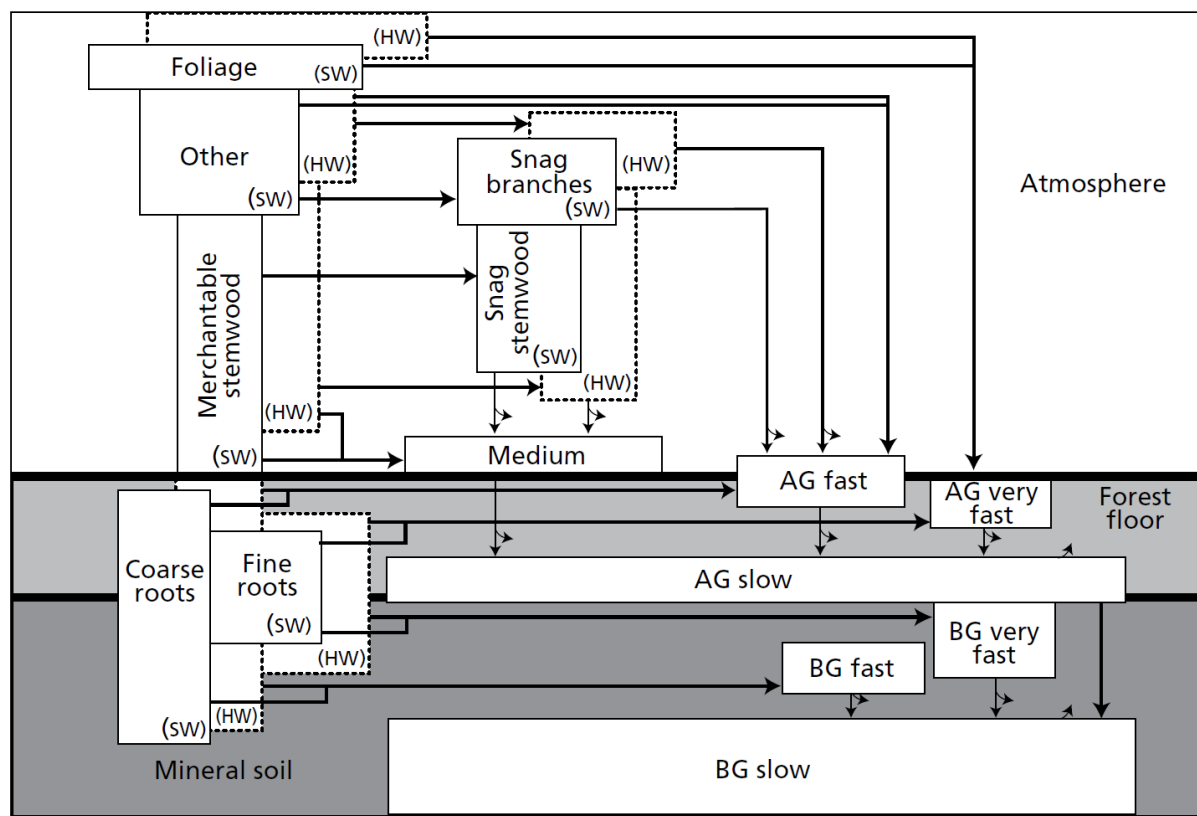 (HW)
Foliage
(SW)
Other
(HW)
(SW)
Snag
branches
(HW)
(SW)
Atmosphere
Merchantable
stemwood
Snag
stemwood
(SW)
(HW)
(HW)
(SW)
Medium
AG fast
AG very
fast
Forest
floor
Coarse
roots
Fine
roots
(SW)
(HW)
AG slow
BG very
fast
BG fast
(SW)
(HW)
Mineral soil
BG slow